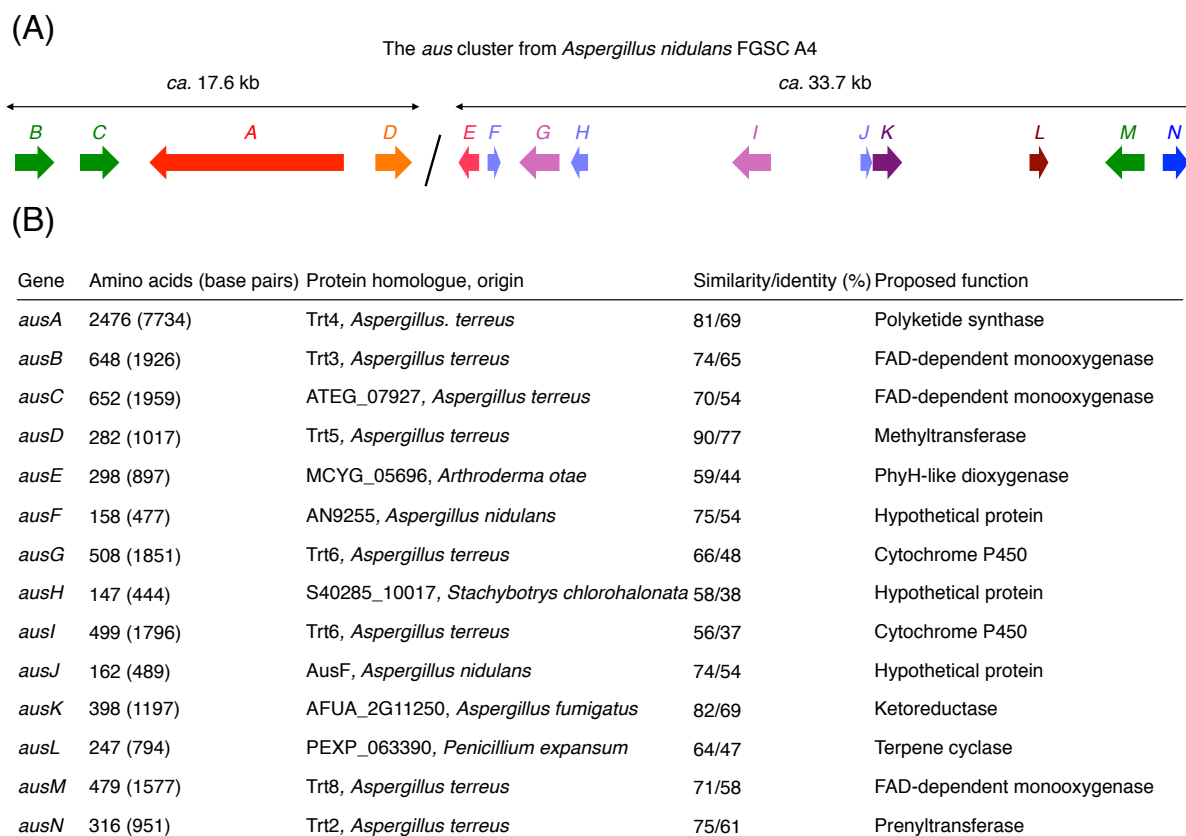 (A)
The aus cluster from Aspergillus nidulans FGSC A4
ca. 17.6 kb ca. 33.7 kb
B C A D E F G H I J K L M N
(B)
Gene Amino acids (base pairs) Protein homologue, origin Similarity/identity (%) Proposed function
ausA 2476 (7734) Trt4, Aspergillus. terreus 81/69 Polyketide synthase
ausB 648 (1926) Trt3, Aspergillus terreus 74/65 FAD-dependent monooxygenase
ausC 652 (1959) ATEG_07927, Aspergillus terreus 70/54 FAD-dependent monooxygenase
ausD 282 (1017) Trt5, Aspergillus terreus 90/77 Methyltransferase
ausE 298 (897) MCYG_05696, Arthroderma otae 59/44 PhyH-like dioxygenase
ausF 158 (477) AN9255, Aspergillus nidulans 75/54 Hypothetical protein
ausG 508 (1851) Trt6, Aspergillus terreus 66/48 Cytochrome P450
ausH 147 (444) S40285_10017, Stachybotrys chlorohalonata 58/38 Hypothetical protein
ausI 499 (1796) Trt6, Aspergillus terreus 56/37 Cytochrome P450
ausJ 162 (489) AusF, Aspergillus nidulans 74/54 Hypothetical protein
ausK 398 (1197) AFUA_2G11250, Aspergillus fumigatus 82/69 Ketoreductase
ausL 247 (794) PEXP_063390, Penicillium expansum 64/47 Terpene cyclase
ausM 479 (1577) Trt8, Aspergillus terreus 71/58 FAD-dependent monooxygenase
ausN 316 (951) Trt2, Aspergillus terreus 75/61 Prenyltransferase